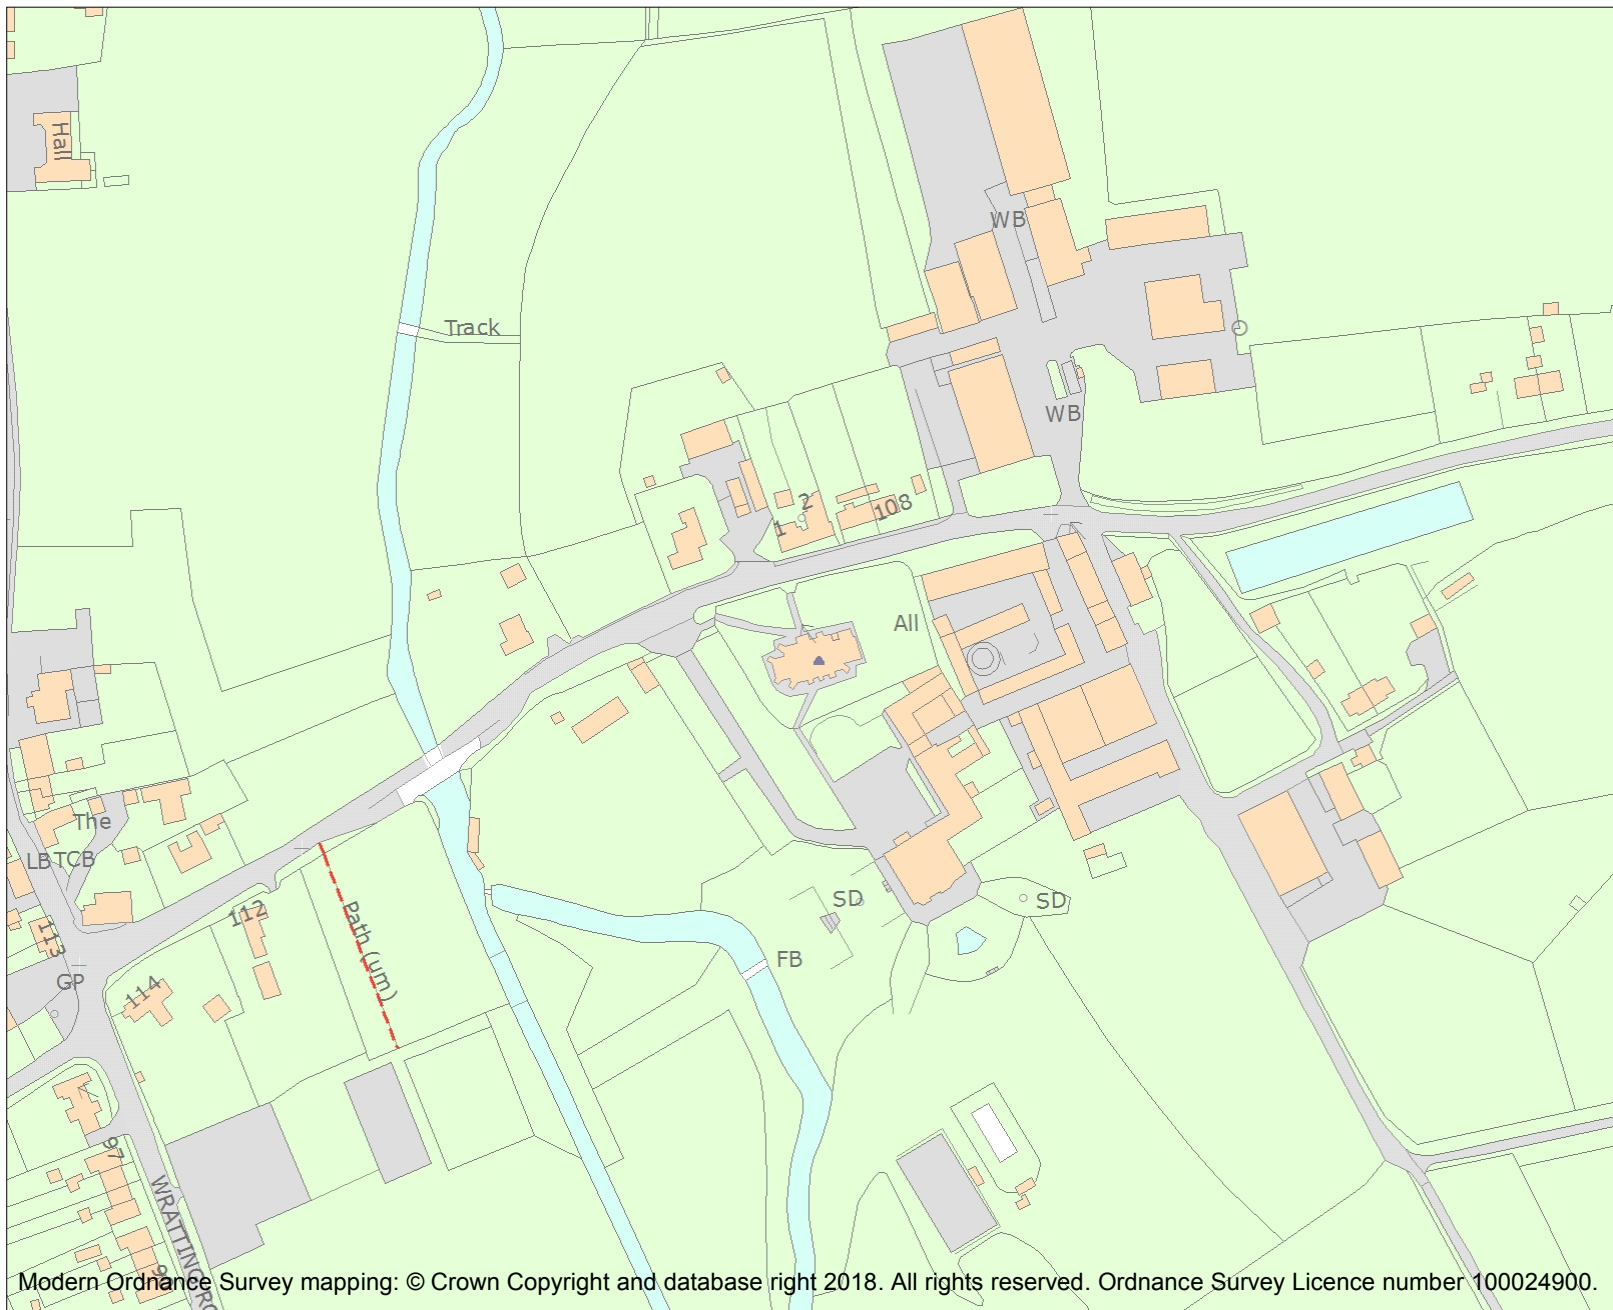 Hall
WB
Track
WB
2
1
108
All
The
LB TCB
112
SD
SD
113
Path (um)
FB
GP
114
97
WRATTING
Modern Ordnance Survey mapping: © Crown Copyright and database right 2018. All rights reserved. Ordnance Survey Licence number 100024900.